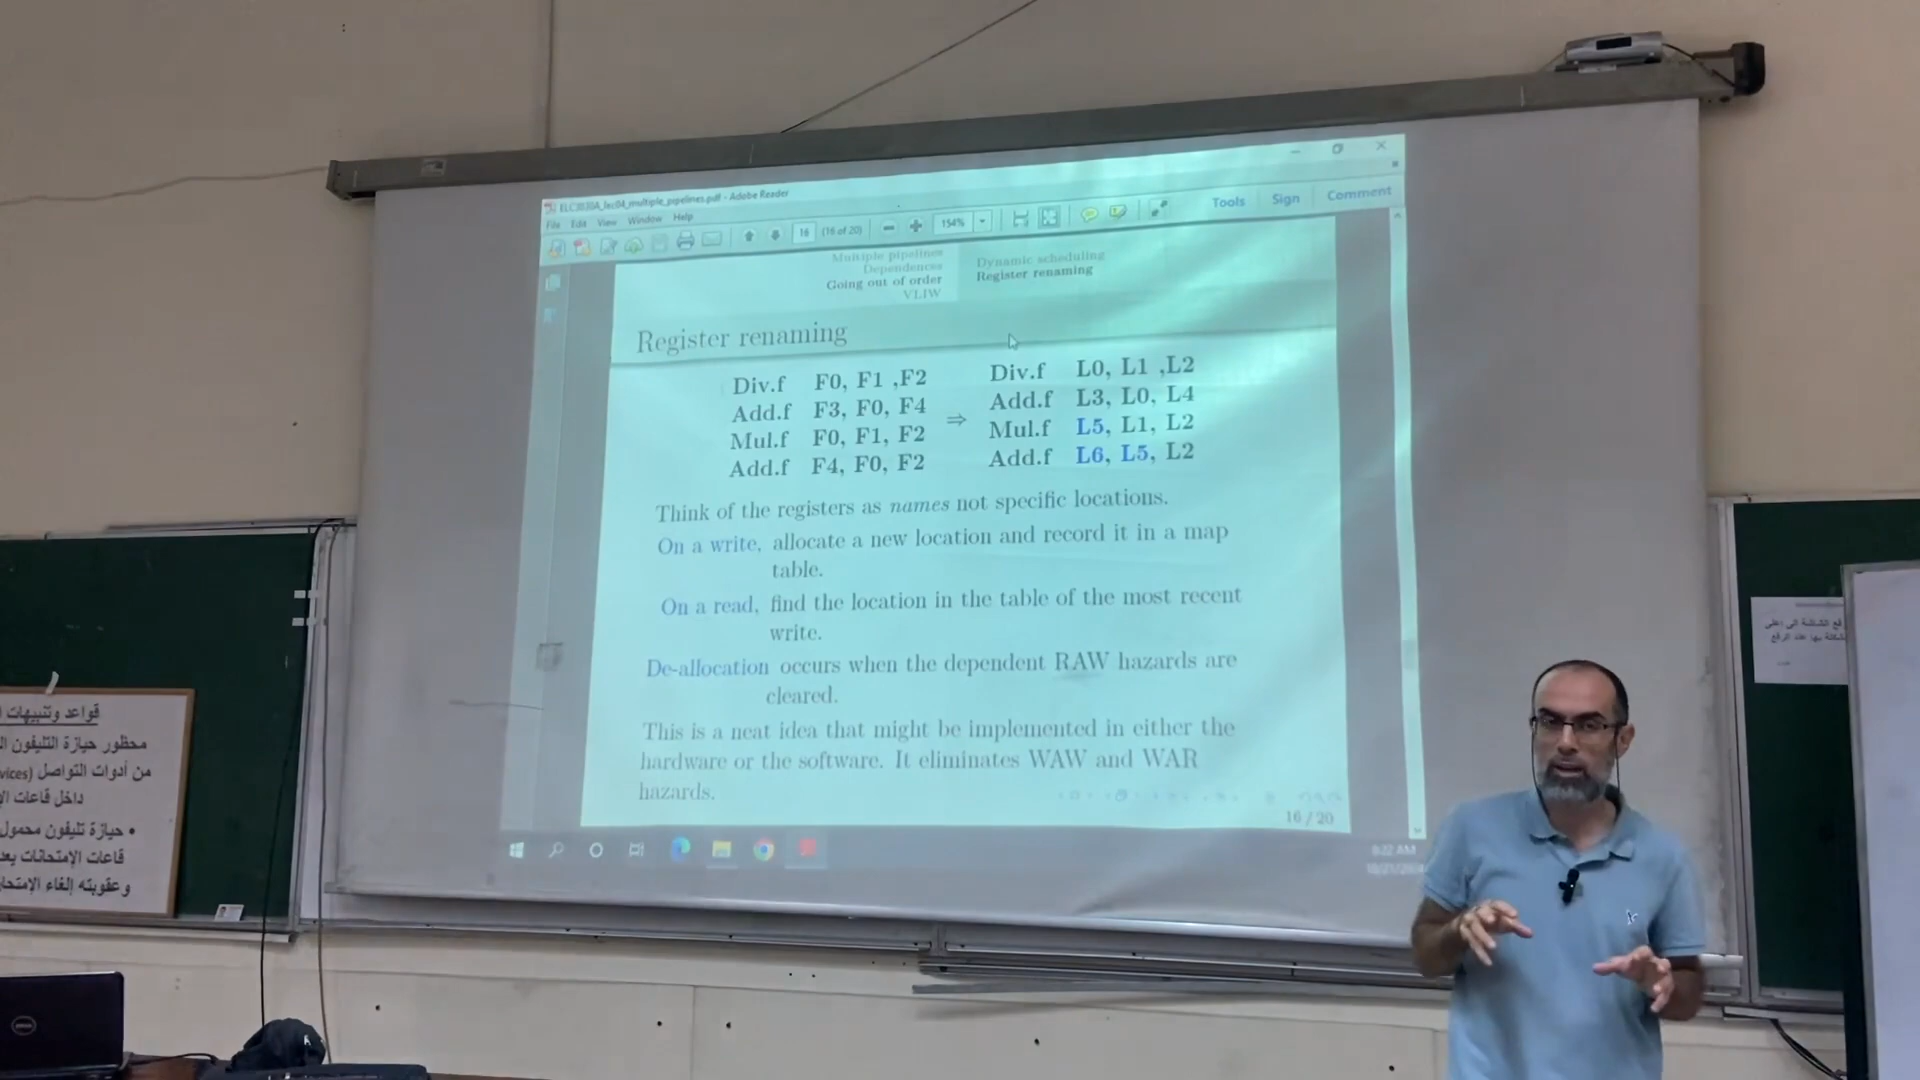 ELC3030A_lec04_multiple_pipelines.pdf - Adobe Reader
File Edit View Window Help
16 (16 of 20) 154% Tools Sign Comment
Multiple pipelines
Dependences
Going out of order
VLIW
Dynamic scheduling
Register renaming
Register renaming
Div.f F0, F1 ,F2
Add.f F3, F0, F4
Mul.f F0, F1, F2
Add.f F4, F0, F2
⇒
Div.f L0, L1 ,L2
Add.f L3, L0, L4
Mul.f L5, L1, L2
Add.f L6, L5, L2
Think of the registers as names not specific locations.
On a write, allocate a new location and record it in a map
table.
On a read, find the location in the table of the most recent
write.
De-allocation occurs when the dependent RAW hazards are
cleared.
This is a neat idea that might be implemented in either the
hardware or the software. It eliminates WAW and WAR
hazards.
16 / 20
قواعد وتنبيهات
محظور حيازة التليفون
من أدوات التواصل (vices
داخل قاعات
• حيازة تليفون محمول
قاعات الإمتحانات يعد
وعقوبته إلغاء الإمتحا
DELL